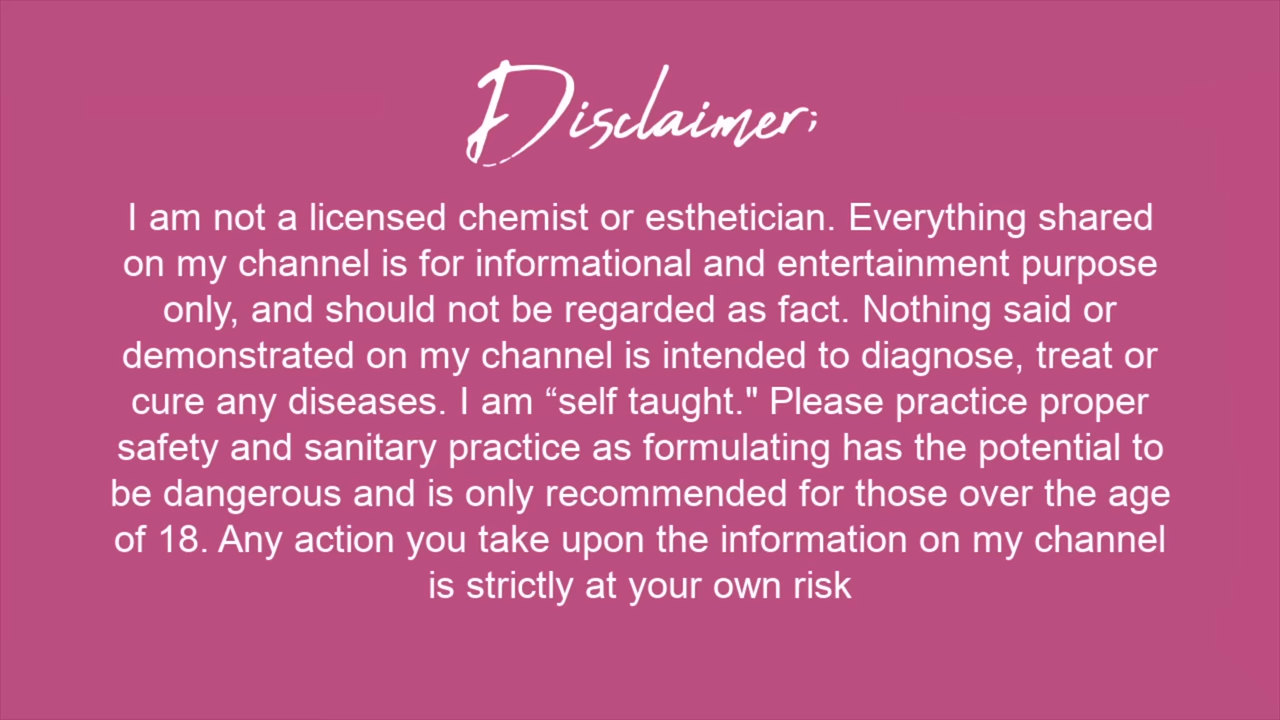 Disclaimer;
I am not a licensed chemist or esthetician. Everything shared
on my channel is for informational and entertainment purpose
only, and should not be regarded as fact. Nothing said or
demonstrated on my channel is intended to diagnose, treat or
cure any diseases. I am “self taught." Please practice proper
safety and sanitary practice as formulating has the potential to
be dangerous and is only recommended for those over the age
of 18. Any action you take upon the information on my channel
is strictly at your own risk